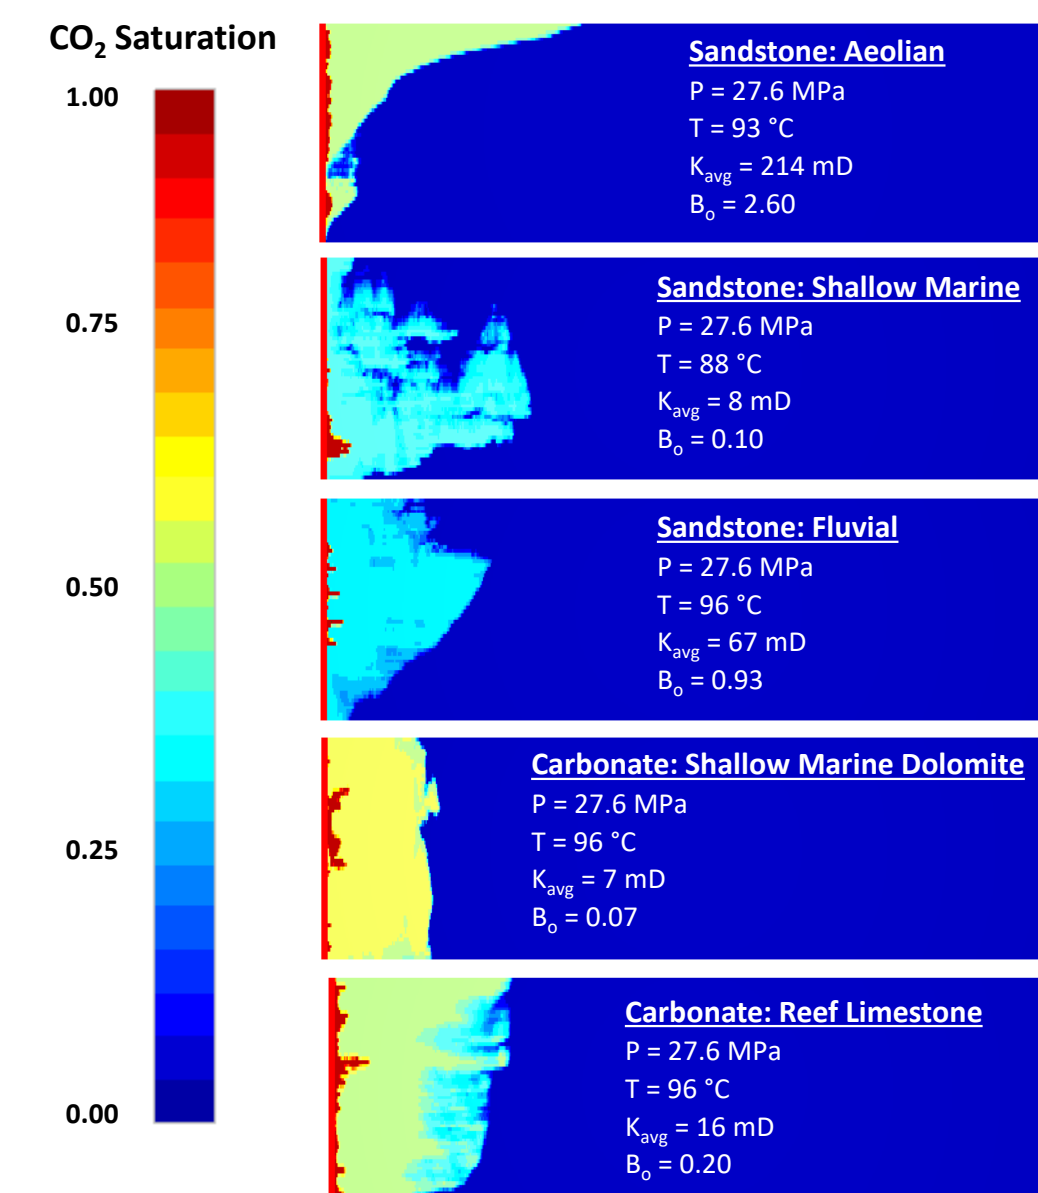 CO₂ Saturation
1.00
0.75
0.50
0.25
0.00
Sandstone: Aeolian
P = 27.6 MPa
T = 93 °C
Kavg = 214 mD
Bo = 2.60
Sandstone: Shallow Marine
P = 27.6 MPa
T = 88 °C
Kavg = 8 mD
Bo = 0.10
Sandstone: Fluvial
P = 27.6 MPa
T = 96 °C
Kavg = 67 mD
Bo = 0.93
Carbonate: Shallow Marine Dolomite
P = 27.6 MPa
T = 96 °C
Kavg = 7 mD
Bo = 0.07
Carbonate: Reef Limestone
P = 27.6 MPa
T = 96 °C
Kavg = 16 mD
Bo = 0.20